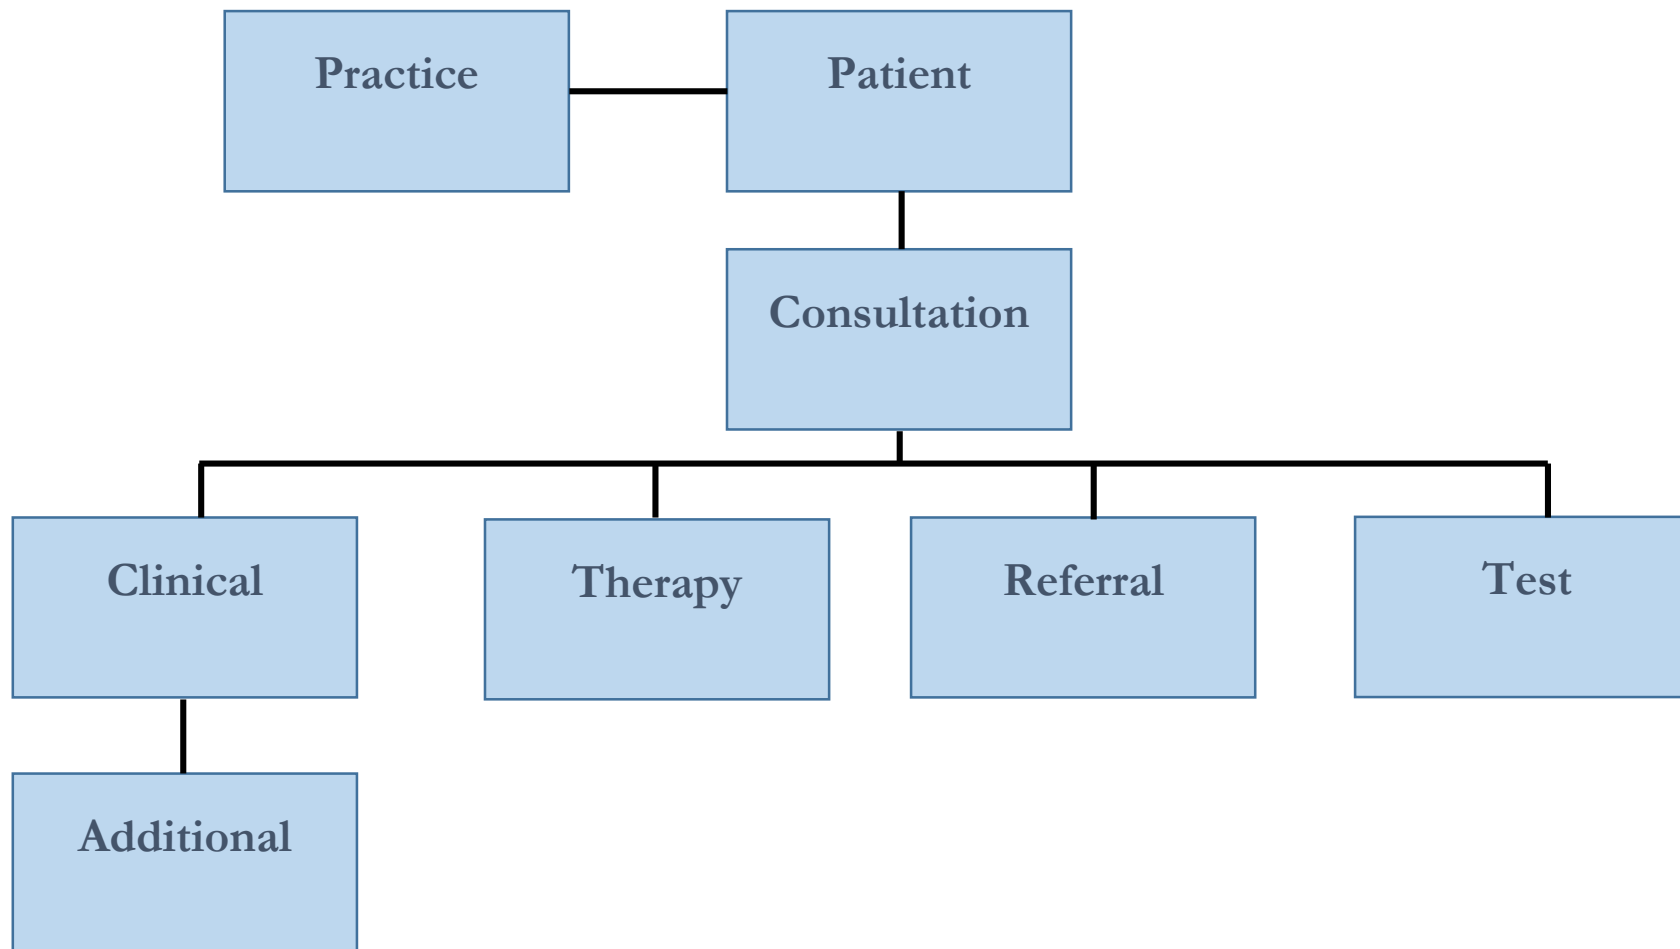 Practice
Patient
Consultation
Clinical
Therapy
Referral
Test
Additional